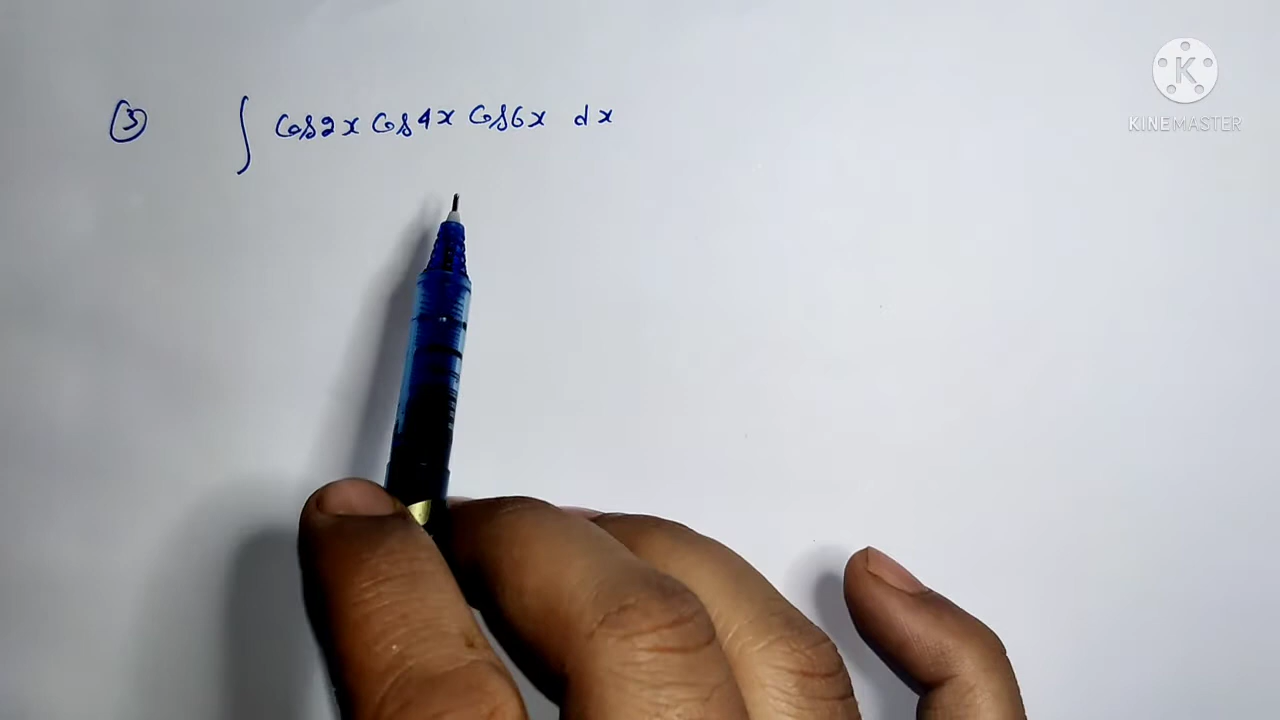 ③ ∫ Cos2x Cos4x Cos6x dx
K
KINEMASTER